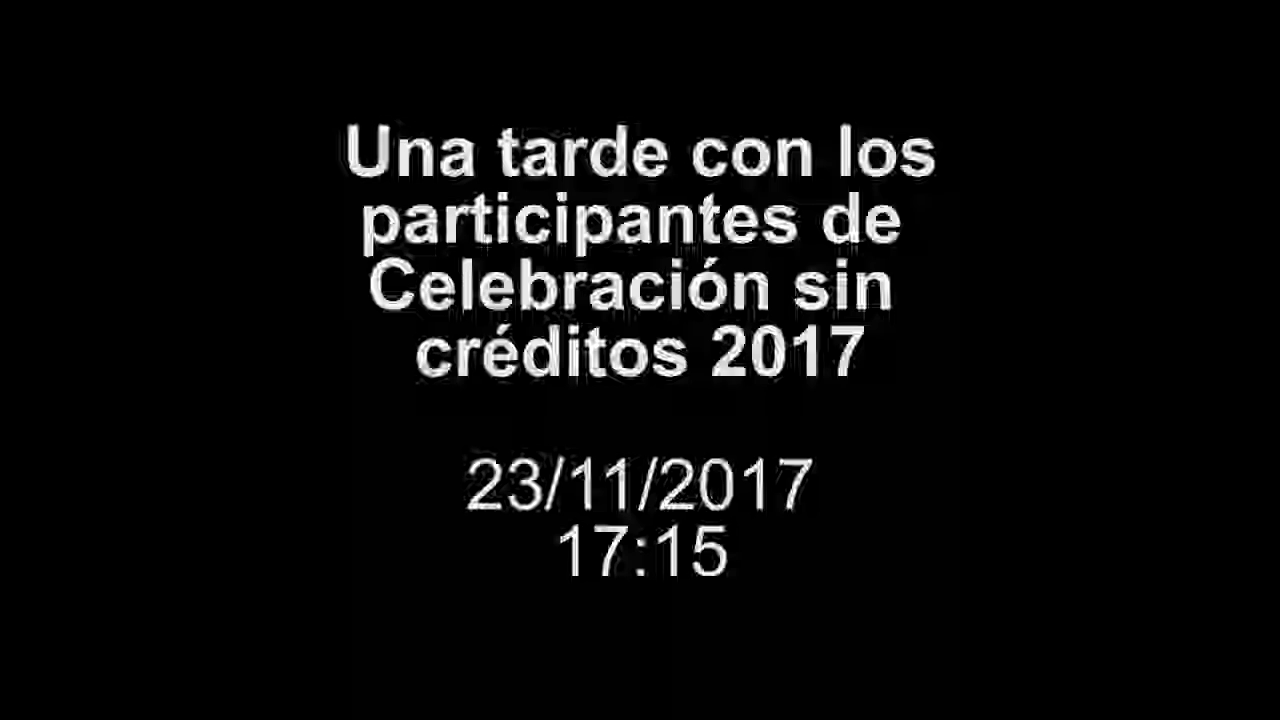 Una tarde con los
participantes de
Celebración sin
créditos 2017
23/11/2017
17:15